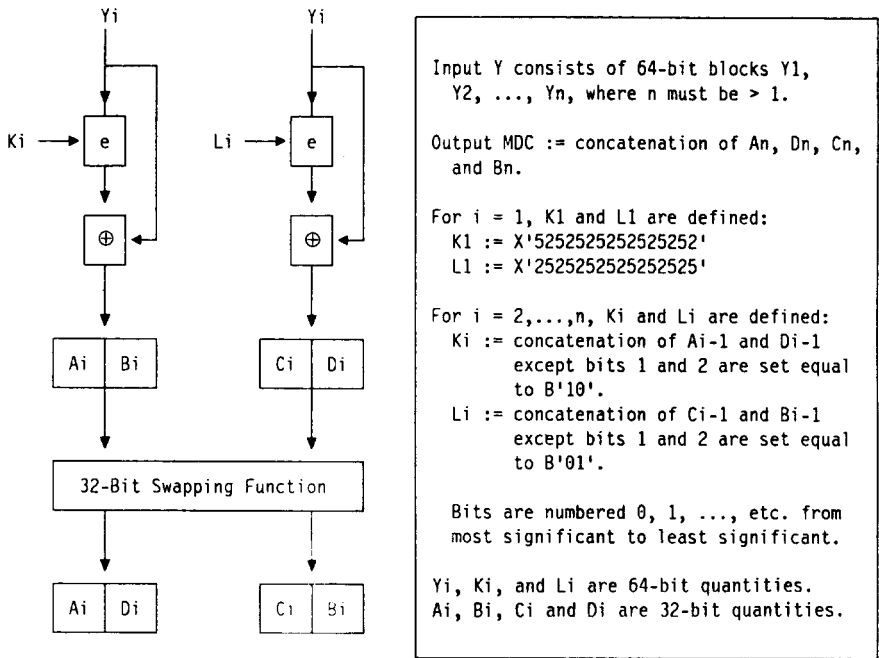 Yi Yi
Ki e Li e
⊕ ⊕
Ai Bi Ci Di
32-Bit Swapping Function
Ai Di Ci Bi
Input Y consists of 64-bit blocks Y1,
Y2, ..., Yn, where n must be > 1.
Output MDC := concatenation of An, Dn, Cn,
and Bn.
For i = 1, K1 and L1 are defined:
K1 := X'5252525252525252'
L1 := X'2525252525252525'
For i = 2,...,n, Ki and Li are defined:
Ki := concatenation of Ai-1 and Di-1
except bits 1 and 2 are set equal
to B'10'.
Li := concatenation of Ci-1 and Bi-1
except bits 1 and 2 are set equal
to B'01'.
Bits are numbered 0, 1, ..., etc. from
most significant to least significant.
Yi, Ki, and Li are 64-bit quantities.
Ai, Bi, Ci and Di are 32-bit quantities.